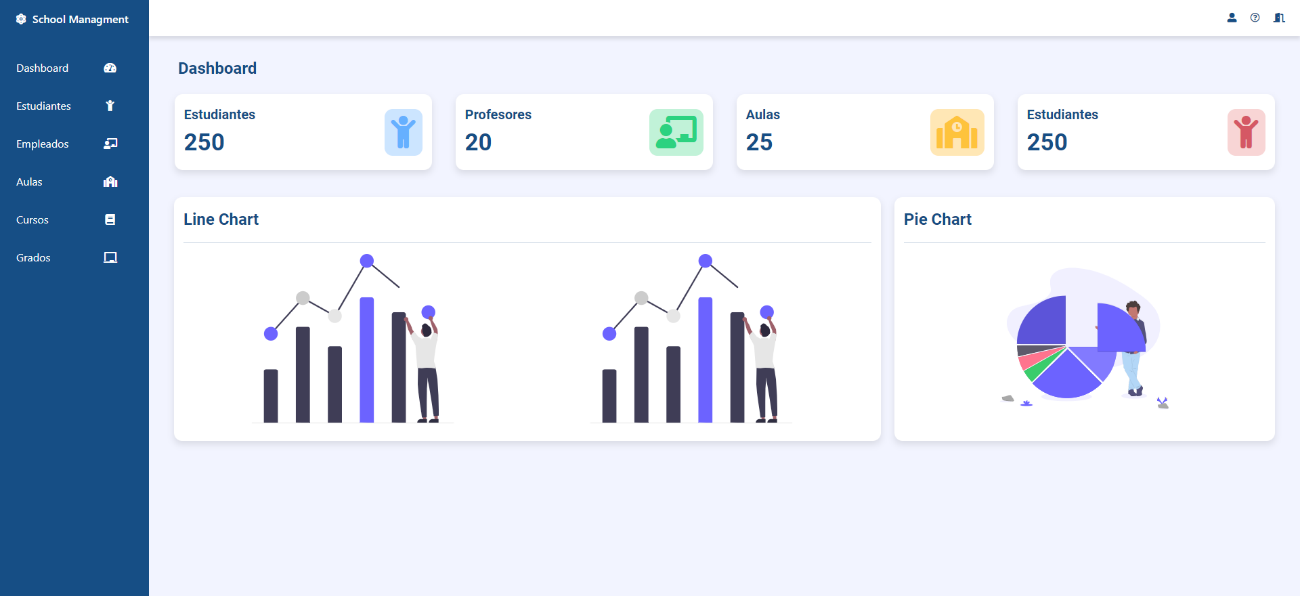 School Managment
Dashboard
Estudiantes
Empleados
Aulas
Cursos
Grados
Dashboard
Estudiantes
250
Profesores
20
Aulas
25
Estudiantes
250
Line Chart
Pie Chart